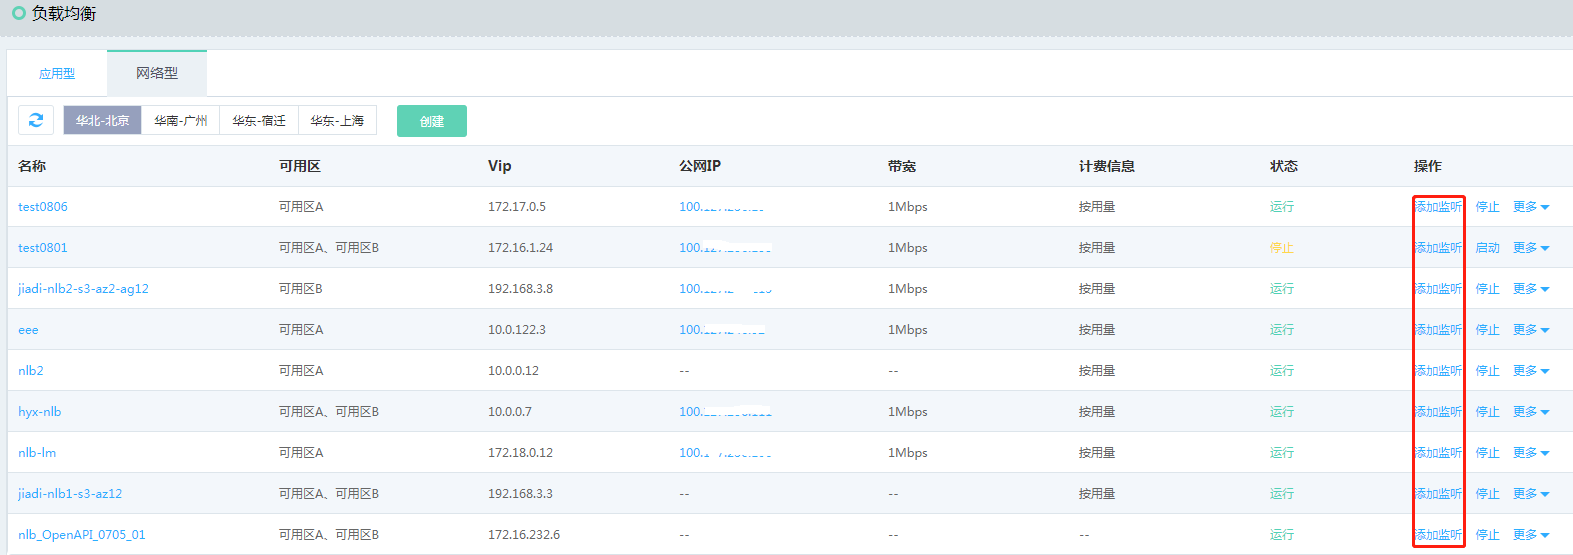 负载均衡
应用型 网络型
华北-北京 华南-广州 华东-宿迁 华东-上海 创建
名称 可用区 Vip 公网IP 带宽 计费信息 状态 操作
test0806 可用区A 172.17.0.5 100. 1Mbps 按用量 运行 添加监听 停止 更多
test0801 可用区A、可用区B 172.16.1.24 100. 1Mbps 按用量 停止 添加监听 启动 更多
jiadi-nlb2-s3-az2-ag12 可用区B 192.168.3.8 100. 1Mbps 按用量 运行 添加监听 停止 更多
eee 可用区A 10.0.122.3 100. 1Mbps 按用量 运行 添加监听 停止 更多
nlb2 可用区A 10.0.0.12 -- -- 按用量 运行 添加监听 停止 更多
hyx-nlb 可用区A、可用区B 10.0.0.7 100. 1Mbps 按用量 运行 添加监听 停止 更多
nlb-lm 可用区A 172.18.0.12 100. 1Mbps 按用量 运行 添加监听 停止 更多
jiadi-nlb1-s3-az12 可用区A、可用区B 192.168.3.3 -- -- 按用量 运行 添加监听 停止 更多
nlb_OpenAPI_0705_01 可用区A、可用区B 172.16.232.6 -- -- -- 运行 添加监听 停止 更多